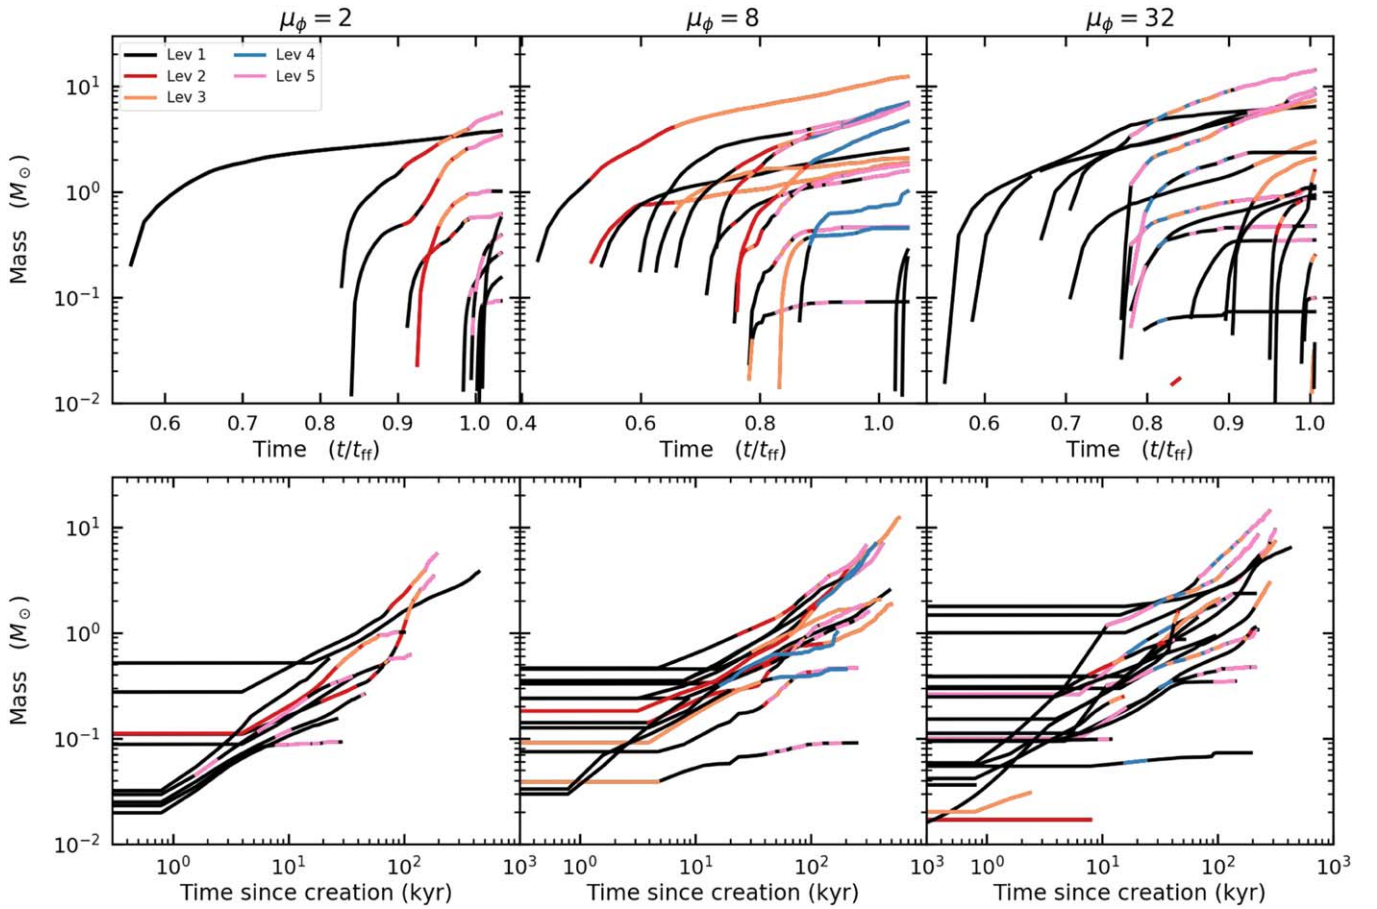 μϕ = 2
μϕ = 8
μϕ = 32
Lev 1
Lev 2
Lev 3
Lev 4
Lev 5
Mass (M⊙)
10¹
10⁰
10⁻¹
10⁻²
0.6 0.7 0.8 0.9 1.0
0.4 0.6 0.8 1.0
0.6 0.7 0.8 0.9 1.0
Time (t/tff)
Time (t/tff)
Time (t/tff)
Mass (M⊙)
10¹
10⁰
10⁻¹
10⁻²
10⁰ 10¹ 10² 10³
10⁰ 10¹ 10² 10³
10⁰ 10¹ 10² 10³
Time since creation (kyr)
Time since creation (kyr)
Time since creation (kyr)